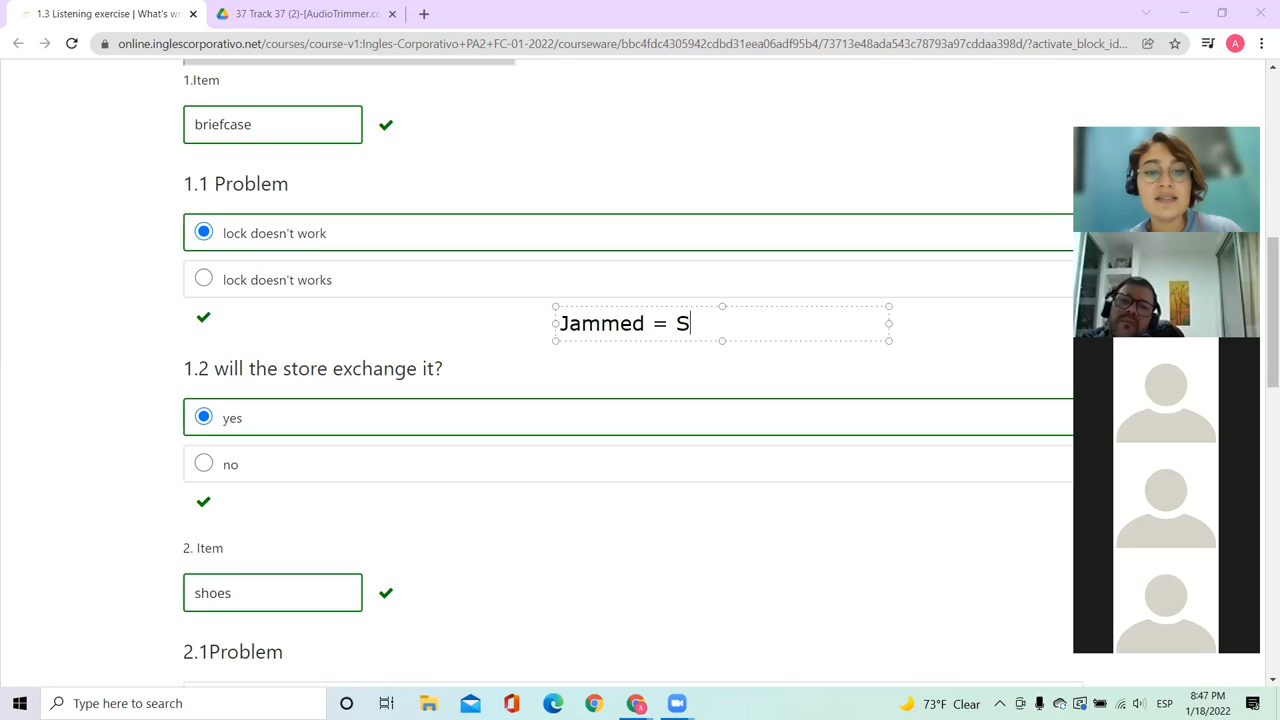 1.3 Listening exercise | What's w
37 Track 37 (2)-[AudioTrimmer.co
online.inglescorporativo.net/courses/course-v1:Ingles-Corporativo+PA2+FC-01-2022/courseware/bbc4fdc4305942cdbd31eea06adf95b4/73713e48ada543c78793a97cddaa398d/?activate_block_id...
A
1.Item
briefcase
1.1 Problem
lock doesn't work
lock doesn't works
Jammed = S
1.2 will the store exchange it?
yes
no
2. Item
shoes
2.1Problem
Type here to search
73°F Clear
ESP
8:47 PM
1/18/2022